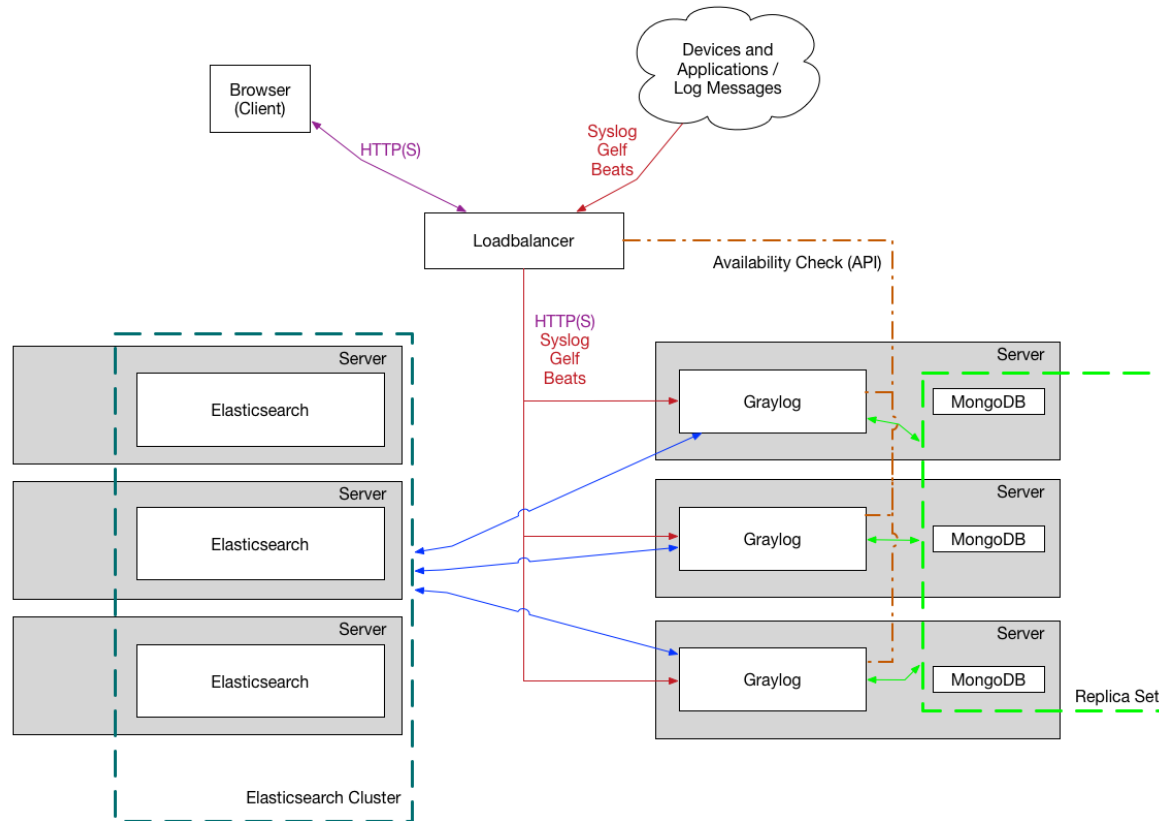 Devices and
Applications /
Log Messages
Browser
(Client)
HTTP(S)
Syslog
Gelf
Beats
Loadbalancer
Availability Check (API)
HTTP(S)
Syslog
Gelf
Beats
Server
Elasticsearch
Server
Elasticsearch
Server
Elasticsearch
Elasticsearch Cluster
Server
Graylog
MongoDB
Server
Graylog
MongoDB
Server
Graylog
MongoDB
Replica Set